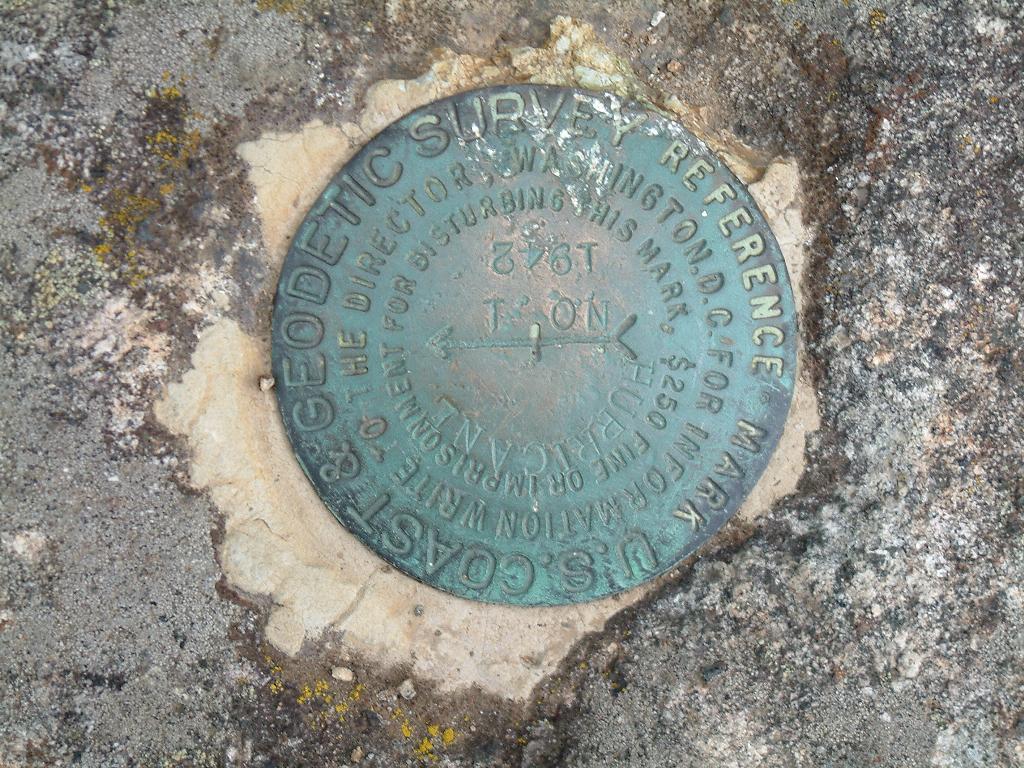 U.S. COAST & GEODETIC SURVEY REFERENCE MARK
FOR INFORMATION WRITE TO THE DIRECTOR, WASHINGTON, D.C.
$250 FINE OR IMPRISONMENT FOR DISTURBING THIS MARK.
HURRICANE
NO 1
1942